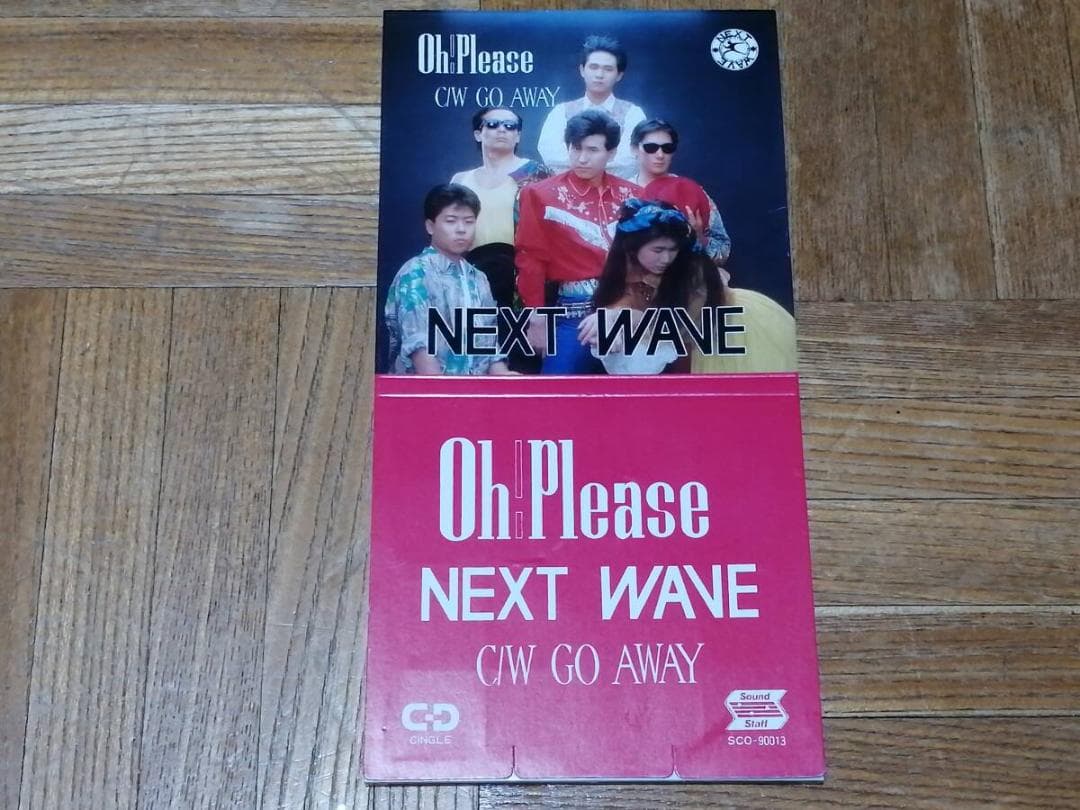 Oh!Please
C/W GO AWAY
NEXT WAVE
NEXT WAVE
Oh!Please
NEXT WAVE
C/W GO AWAY
CD
CINGLE
Sound
Staff
SCO-90013